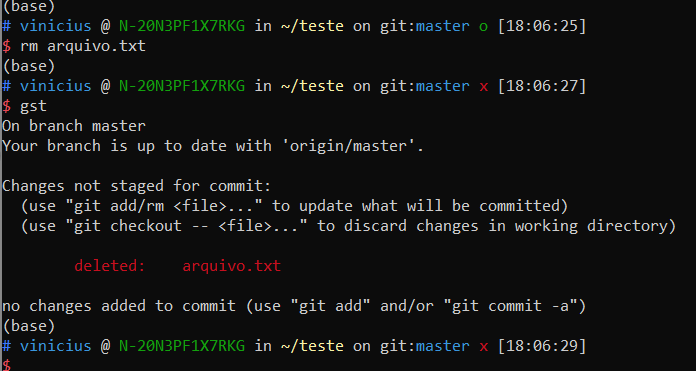 (base)
# vinicius @ N-20N3PF1X7RKG in ~/teste on git:master o [18:06:25]
$ rm arquivo.txt
(base)
# vinicius @ N-20N3PF1X7RKG in ~/teste on git:master x [18:06:27]
$ gst
On branch master
Your branch is up to date with 'origin/master'.
Changes not staged for commit:
(use "git add/rm <file>..." to update what will be committed)
(use "git checkout -- <file>..." to discard changes in working directory)
deleted: arquivo.txt
no changes added to commit (use "git add" and/or "git commit -a")
(base)
# vinicius @ N-20N3PF1X7RKG in ~/teste on git:master x [18:06:29]
$